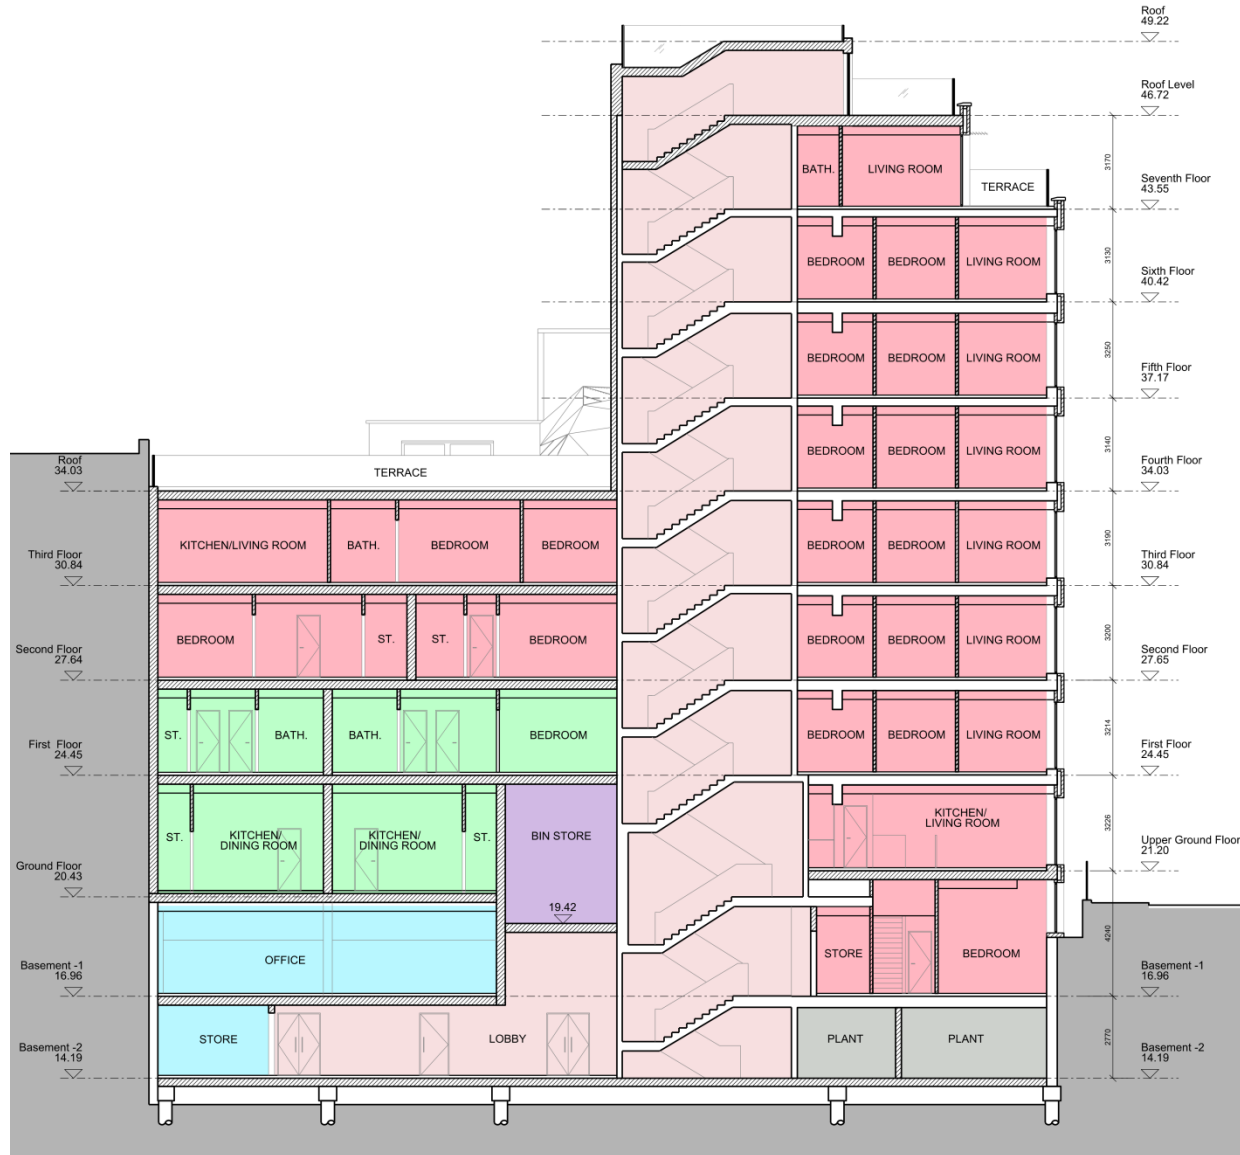 Roof
49.22
Roof Level
46.72
3170
BATH.
LIVING ROOM
TERRACE
Seventh Floor
43.55
3130
BEDROOM
BEDROOM
LIVING ROOM
Sixth Floor
40.42
3250
BEDROOM
BEDROOM
LIVING ROOM
Fifth Floor
37.17
3140
BEDROOM
BEDROOM
LIVING ROOM
Roof
34.03
TERRACE
Fourth Floor
34.03
3190
KITCHEN/LIVING ROOM
BATH.
BEDROOM
BEDROOM
BEDROOM
BEDROOM
LIVING ROOM
Third Floor
30.84
Third Floor
30.84
3200
BEDROOM
ST.
ST.
BEDROOM
BEDROOM
BEDROOM
LIVING ROOM
Second Floor
27.64
Second Floor
27.65
3214
ST.
BATH.
BATH.
BEDROOM
BEDROOM
BEDROOM
LIVING ROOM
First Floor
24.45
First Floor
24.45
3226
ST.
KITCHEN/
DINING ROOM
KITCHEN/
DINING ROOM
ST.
BIN STORE
KITCHEN/
LIVING ROOM
Upper Ground Floor
21.20
Ground Floor
20.43
19.42
4240
OFFICE
STORE
BEDROOM
Basement -1
16.96
Basement -1
16.96
2770
STORE
LOBBY
PLANT
PLANT
Basement -2
14.19
Basement -2
14.19